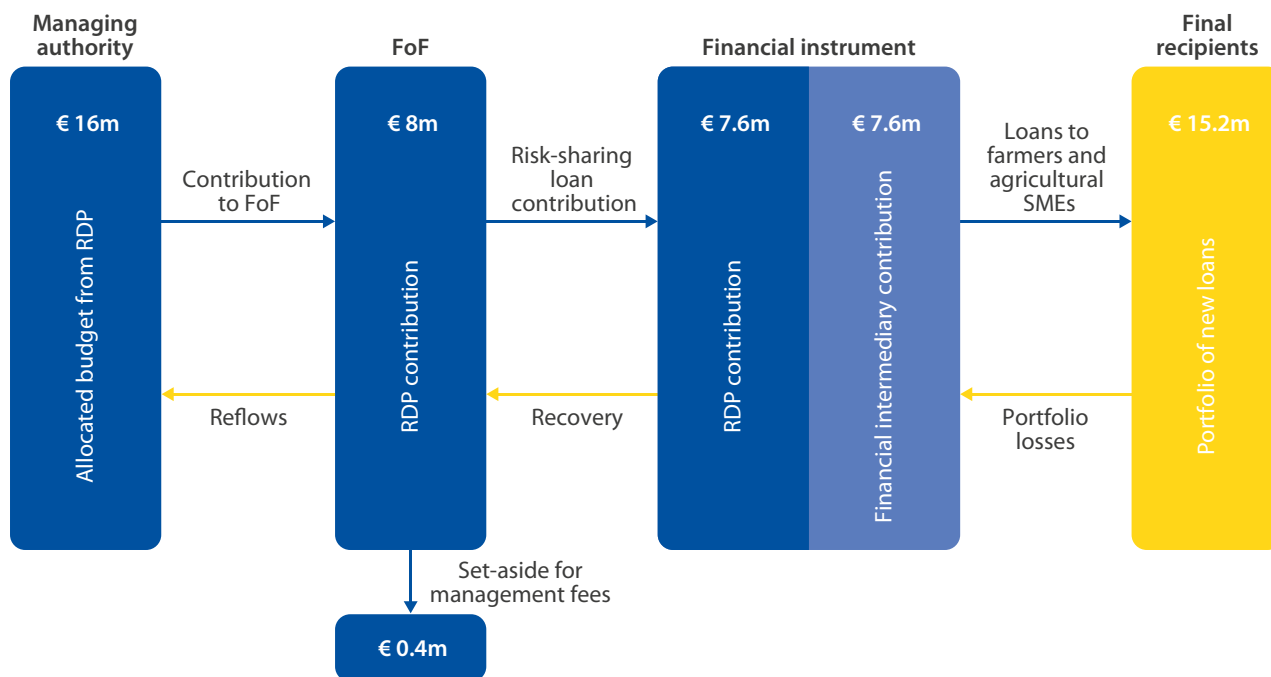 Managing
authority
FoF
Financial instrument
Final
recipients
€ 16m
€ 8m
€ 7.6m
€ 7.6m
€ 15.2m
Allocated budget from RDP
Contribution
to FoF
RDP contribution
Risk-sharing
loan
contribution
RDP contribution
Financial intermediary contribution
Loans to
farmers and
agricultural
SMEs
Portfolio of new loans
Reflows
Recovery
Portfolio
losses
Set-aside for
management fees
€ 0.4m